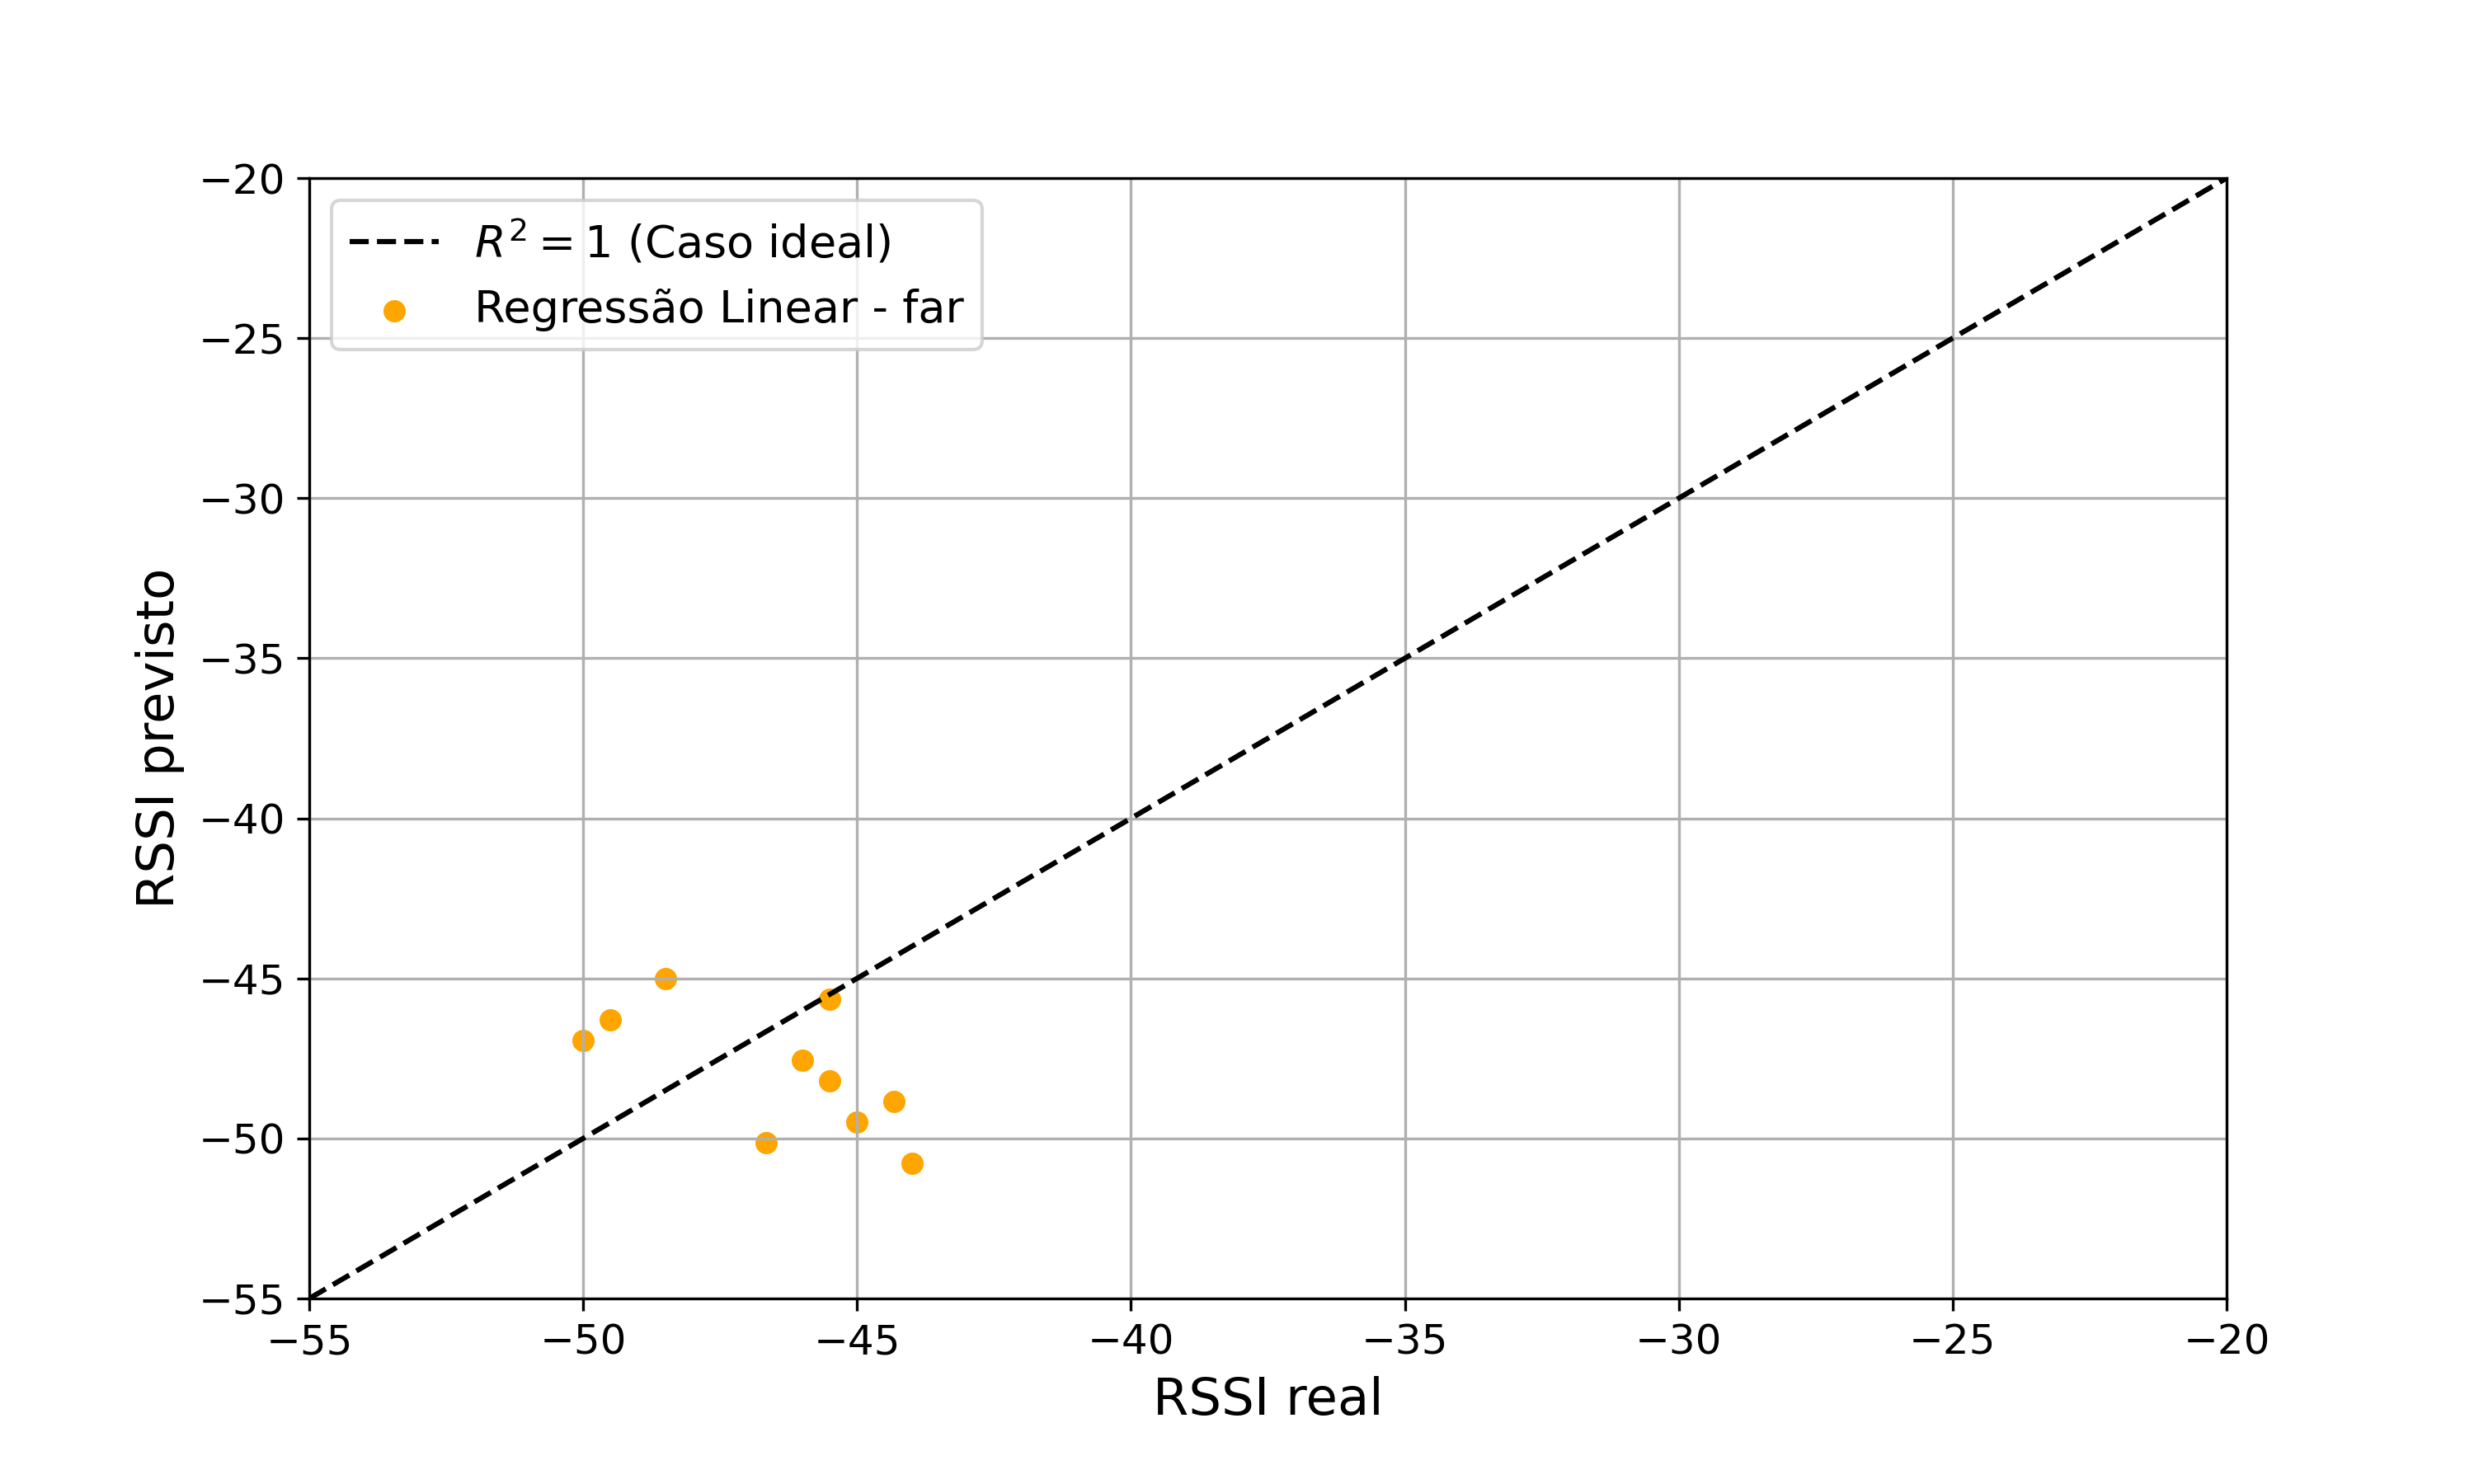 R² = 1 (Caso ideal)
Regressão Linear - far
RSSI previsto
−20
−25
−30
−35
−40
−45
−50
−55
−55 −50 −45 −40 −35 −30 −25 −20
RSSI real